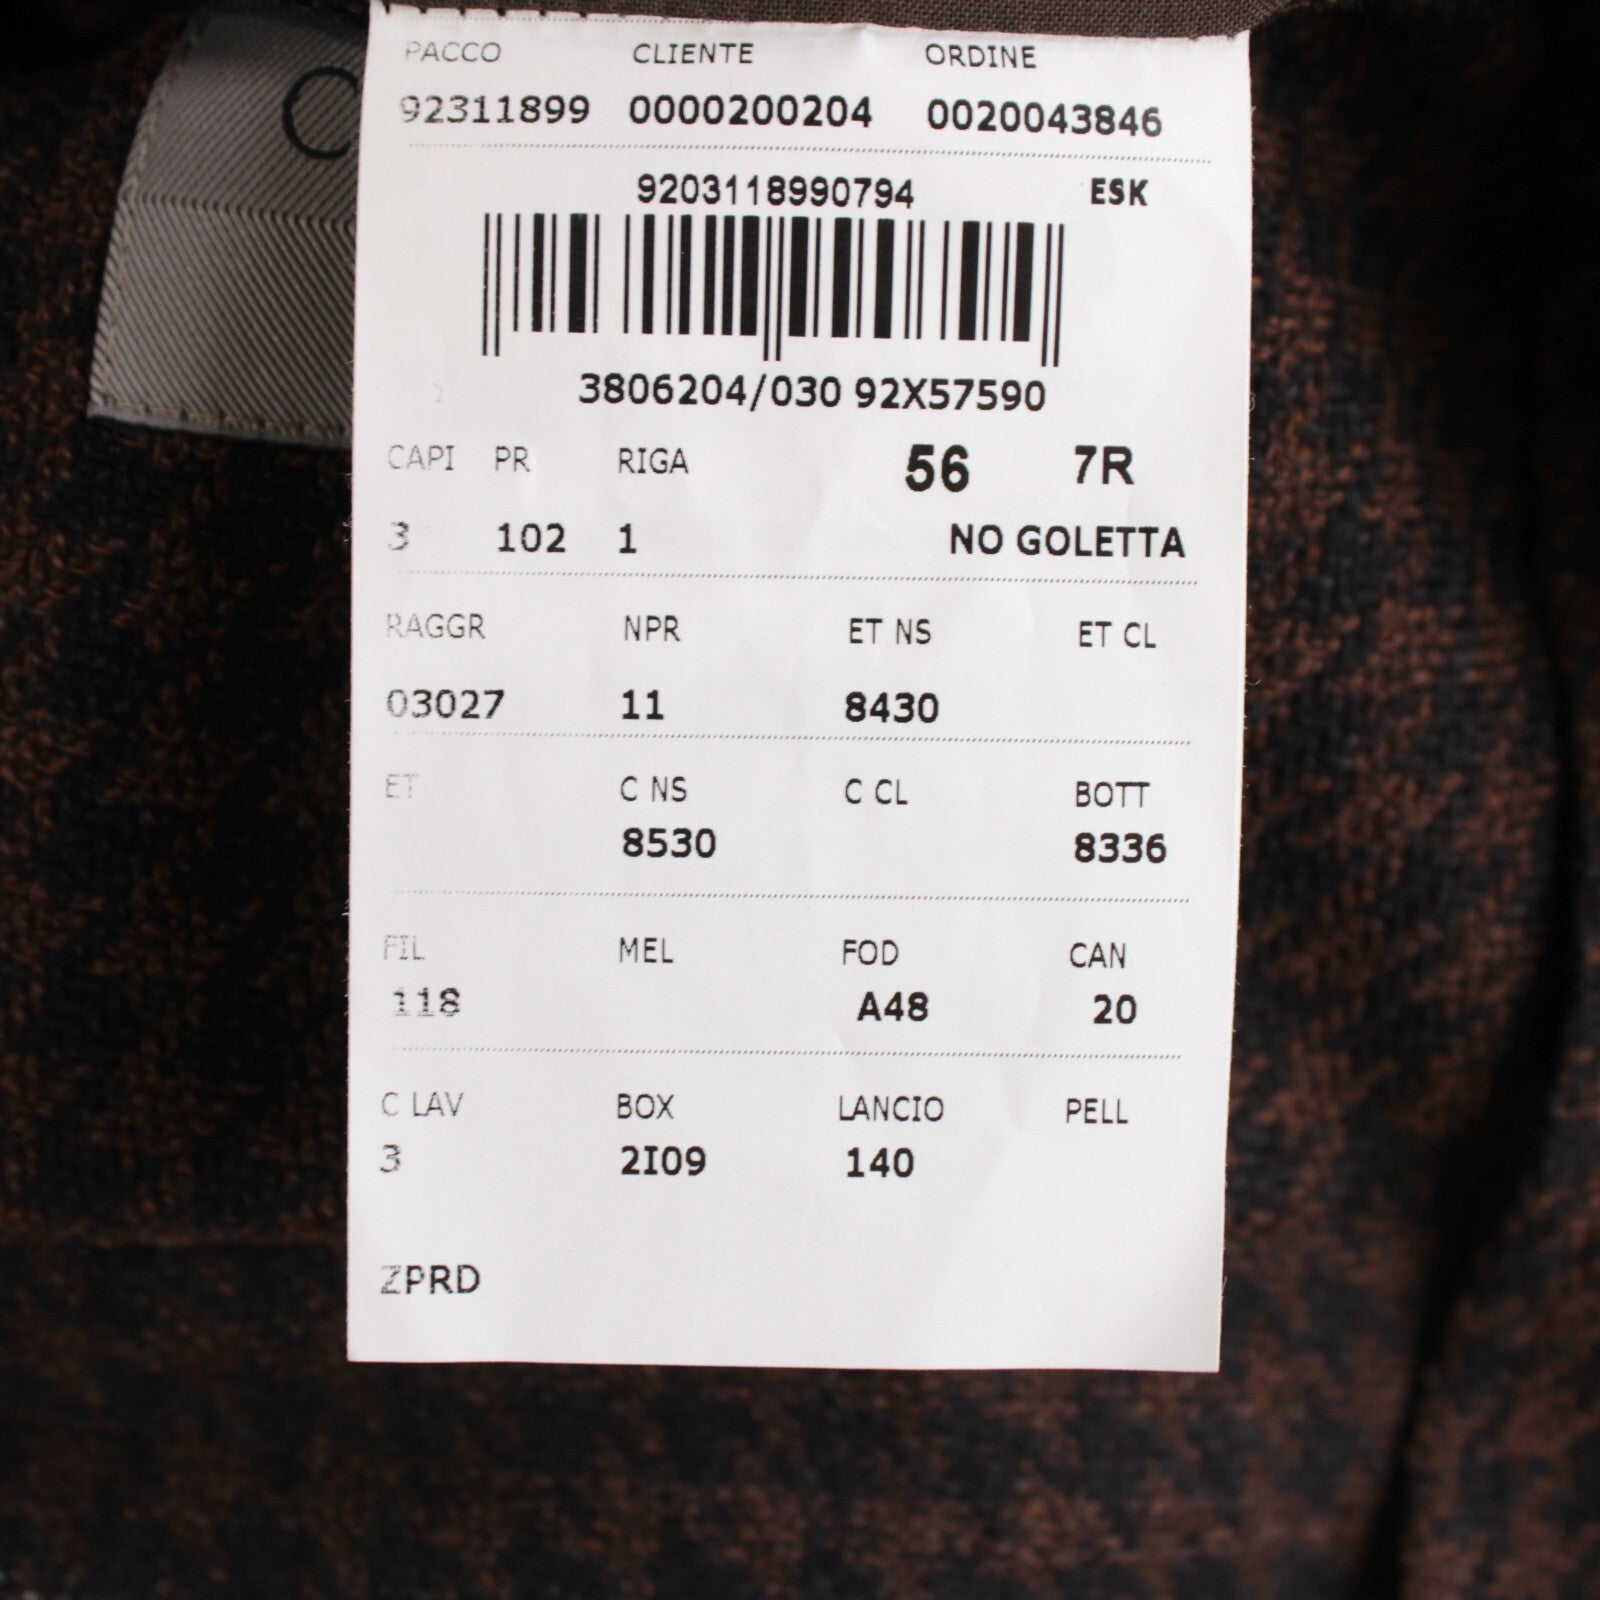 PACCO CLIENTE ORDINE
92311899 0000200204 0020043846
9203118990794 ESK
3806204/030 92X57590
CAPI PR RIGA 56 7R
3 102 1 NO GOLETTA
RAGGR NPR ET NS ET CL
03027 11 8430
ET C NS C CL BOTT
8530 8336
FIL MEL FOD CAN
118 A48 20
C LAV BOX LANCIO PELL
3 2I09 140
ZPRD